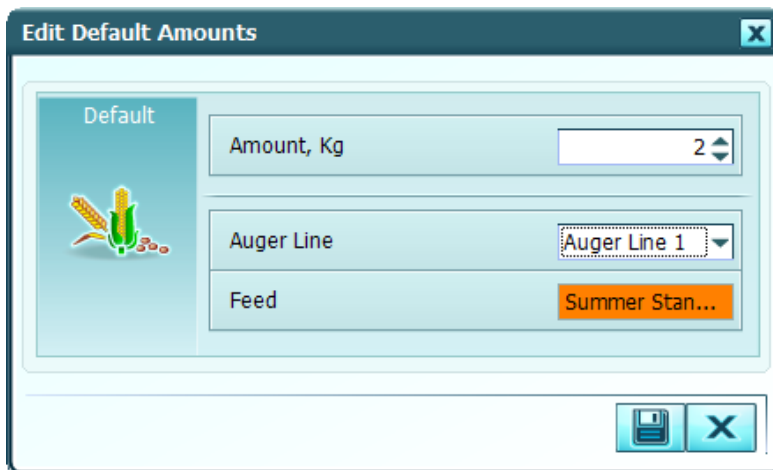 Edit Default Amounts
Default
Amount, Kg
2
Auger Line
Auger Line 1
Feed
Summer Stan...